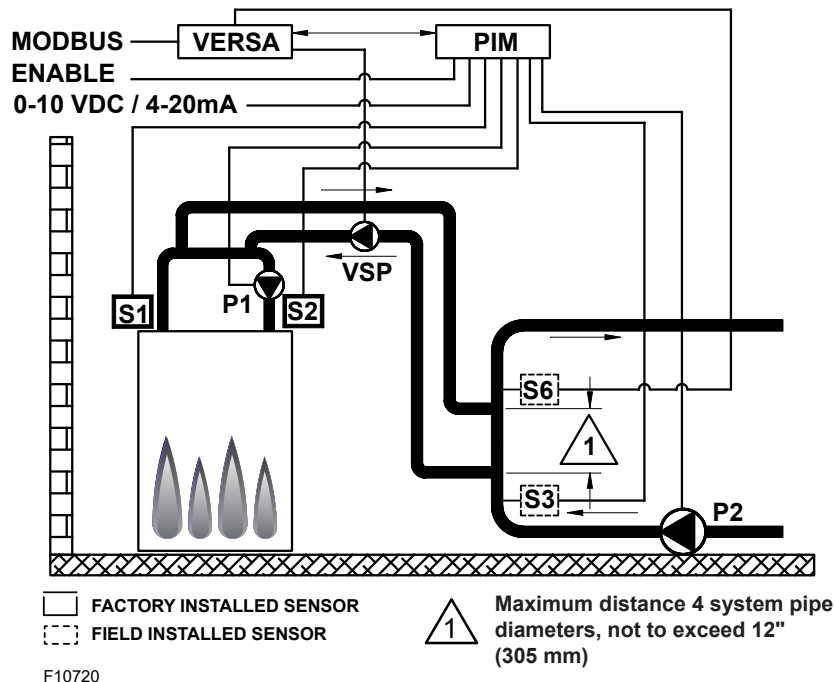 MODBUS
VERSA
PIM
ENABLE
0-10 VDC / 4-20mA
S1
P1
S2
VSP
S6
1
S3
P2
FACTORY INSTALLED SENSOR
FIELD INSTALLED SENSOR
1
Maximum distance 4 system pipe
diameters, not to exceed 12"
(305 mm)
F10720